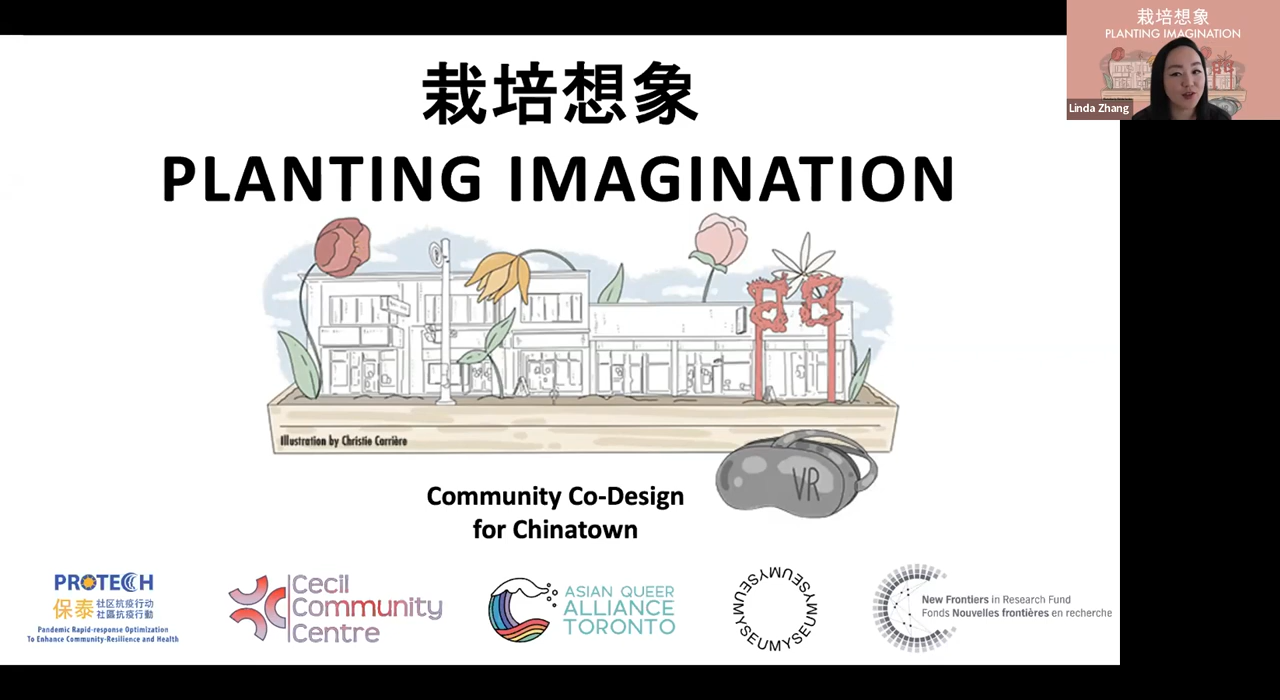 栽培想象
PLANTING IMAGINATION
Linda Zhang
栽培想象
PLANTING IMAGINATION
Illustration by Christie Carrière
VR
Community Co-Design
for Chinatown
PROTECH
保泰 社区抗疫行动
社區抗疫行動
Pandemic Rapid-response Optimization
To Enhance Community-Resilience and Health
Cecil
Community
Centre
ASIAN QUEER
ALLIANCE
TORONTO
MYSEUMYSEUMYSEUMYSEU
New Frontiers in Research Fund
Fonds Nouvelles frontières en recherche